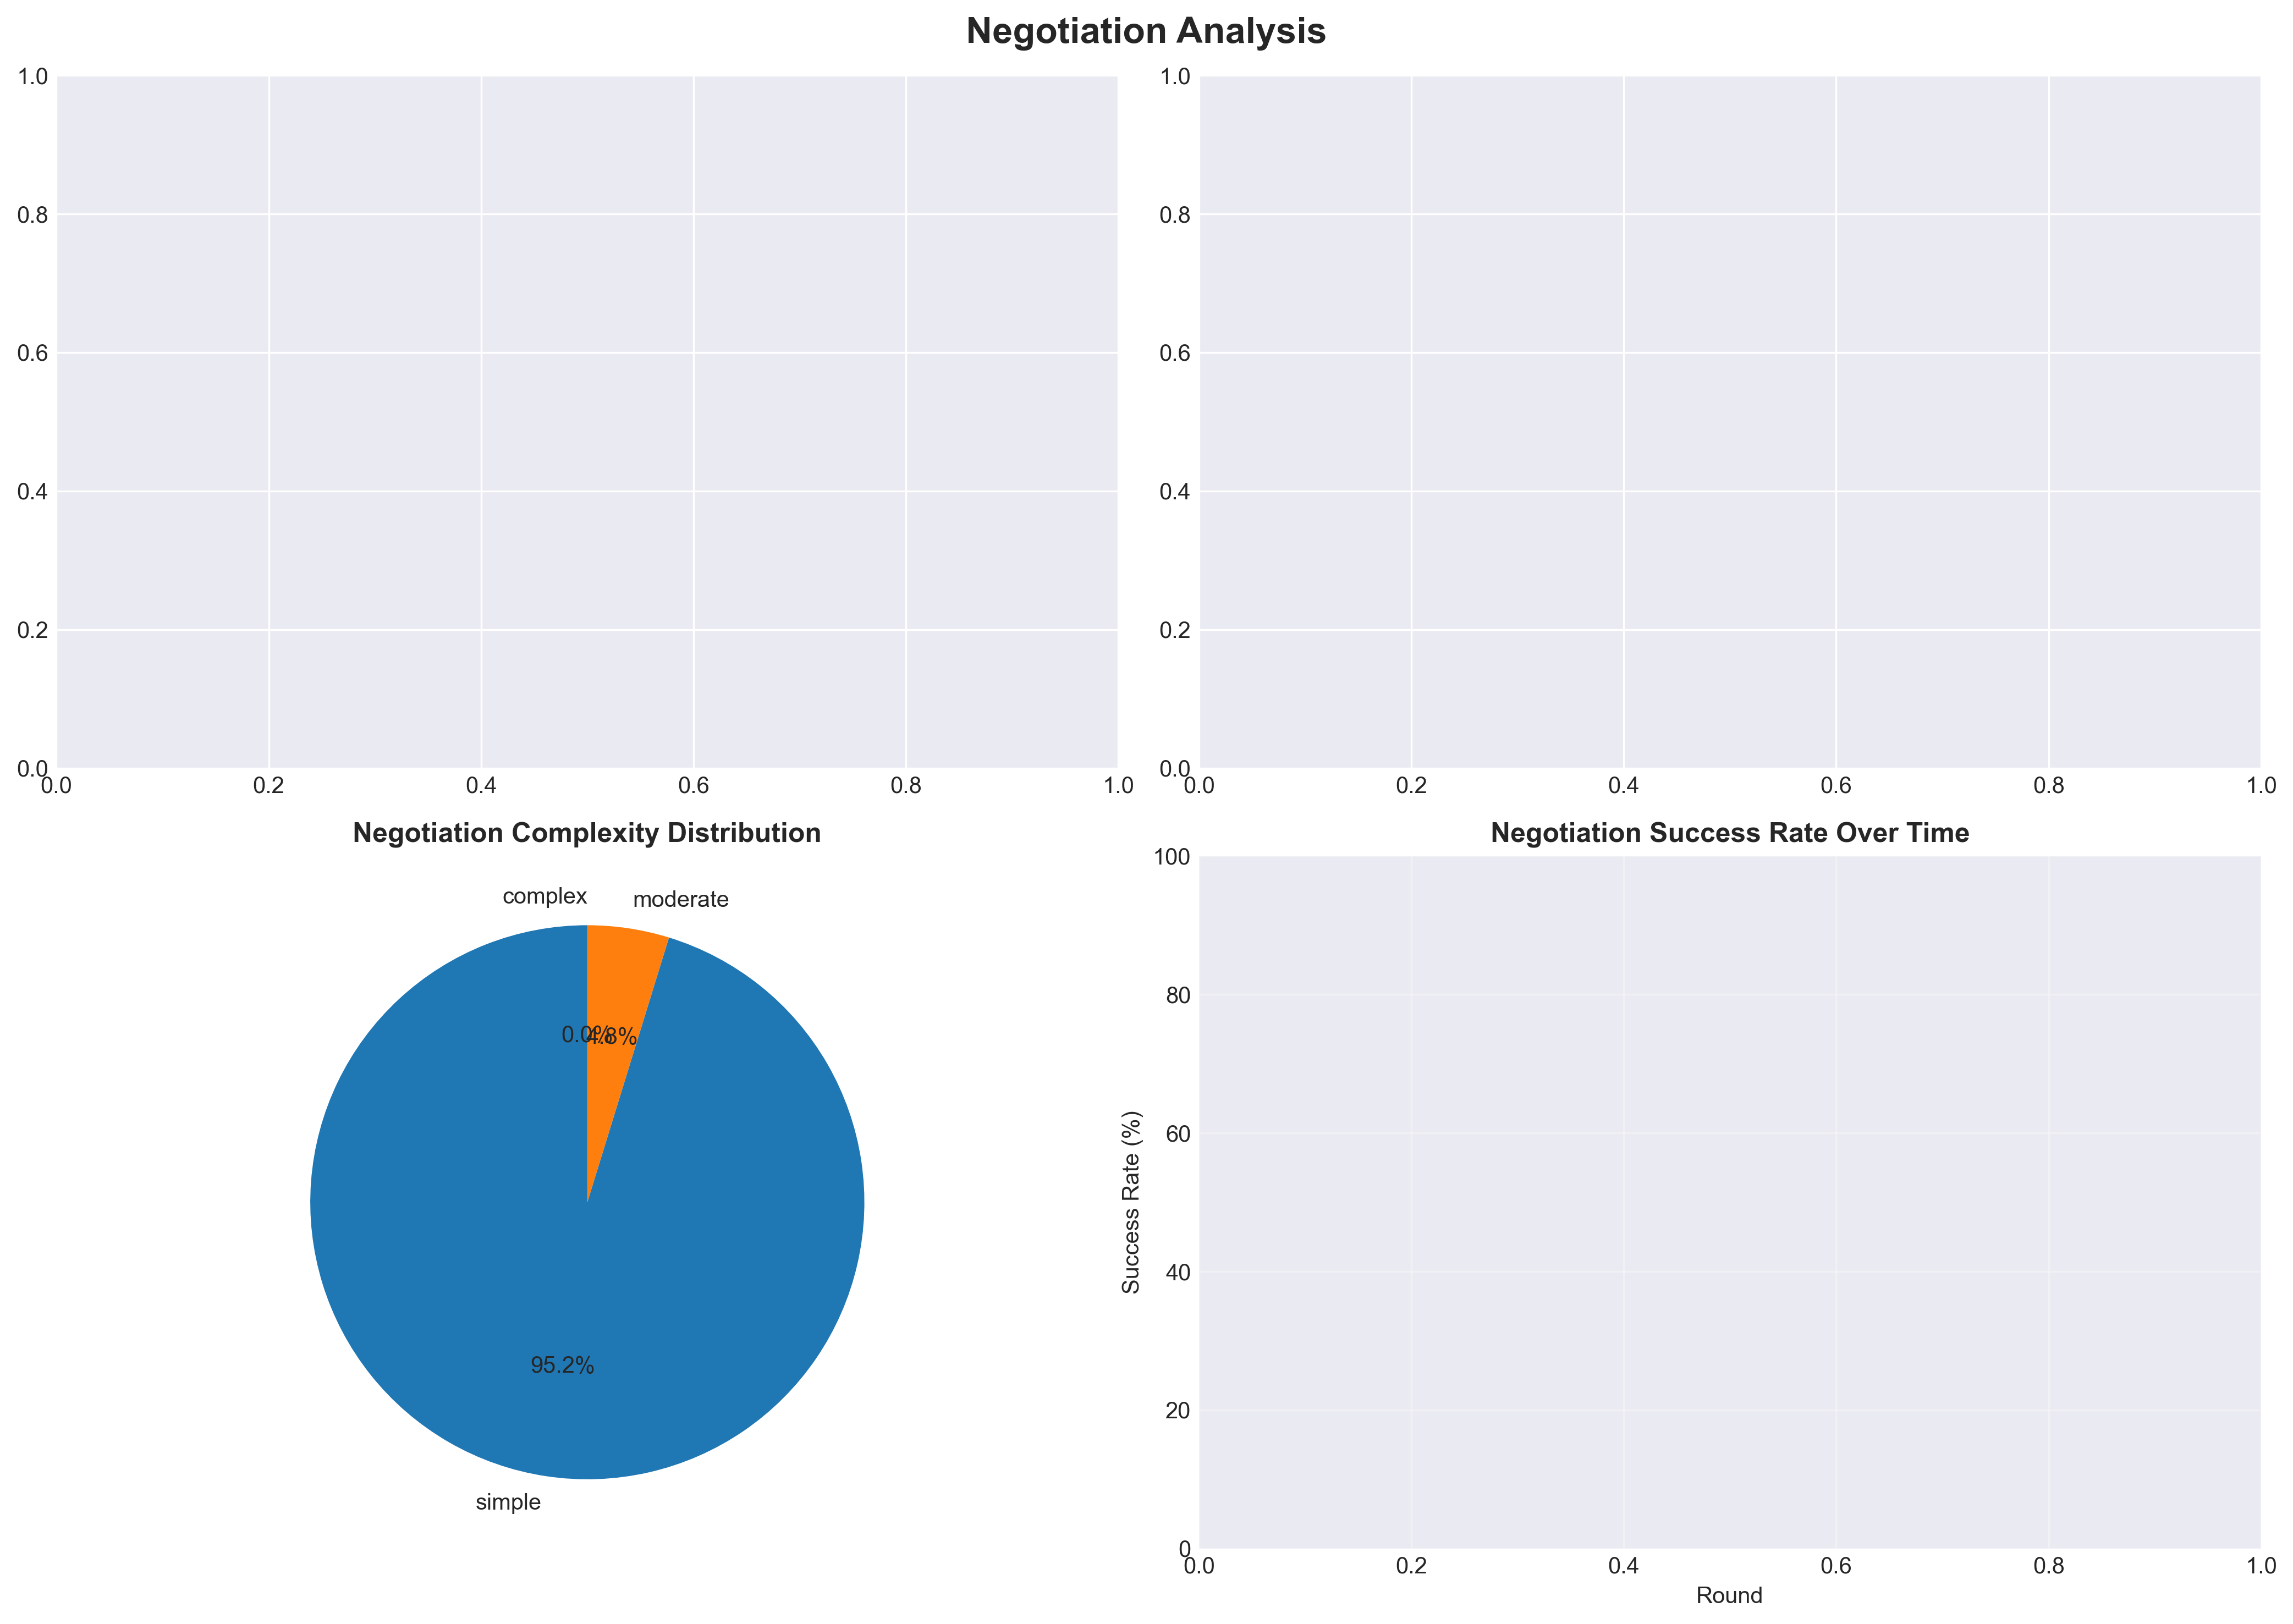 Negotiation Analysis
1.0
0.8
0.6
0.4
0.2
0.0
0.0 0.2 0.4 0.6 0.8 1.0
1.0
0.8
0.6
0.4
0.2
0.0
0.0 0.2 0.4 0.6 0.8 1.0
Negotiation Complexity Distribution
complex
moderate
0.0%
4.8%
95.2%
simple
Negotiation Success Rate Over Time
Success Rate (%)
100
80
60
40
20
0
0.0 0.2 0.4 0.6 0.8 1.0
Round